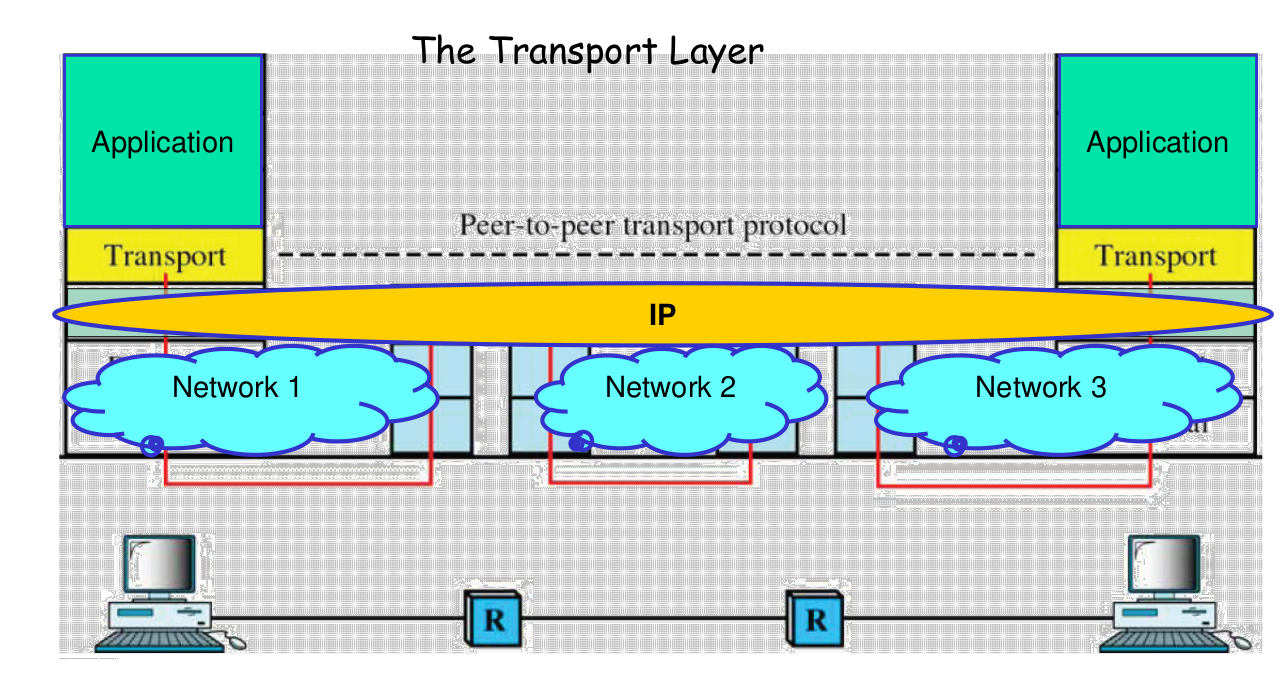 The Transport Layer
Application
Application
Peer-to-peer transport protocol
Transport
Transport
IP
Network 1
Network 2
Network 3
R
R